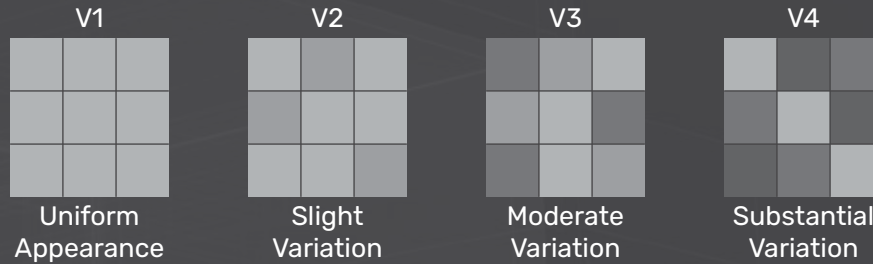 V1
Uniform
Appearance
V2
Slight
Variation
V3
Moderate
Variation
V4
Substantial
Variation